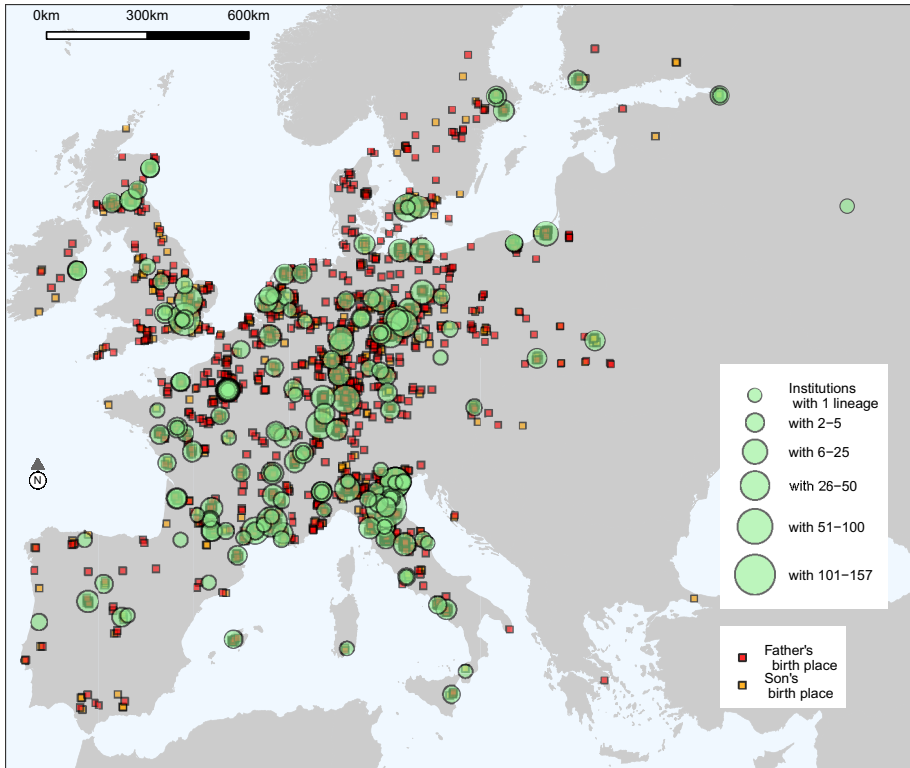 0km 300km 600km
N
Institutions
with 1 lineage
with 2−5
with 6−25
with 26−50
with 51−100
with 101−157
Father's
birth place
Son's
birth place